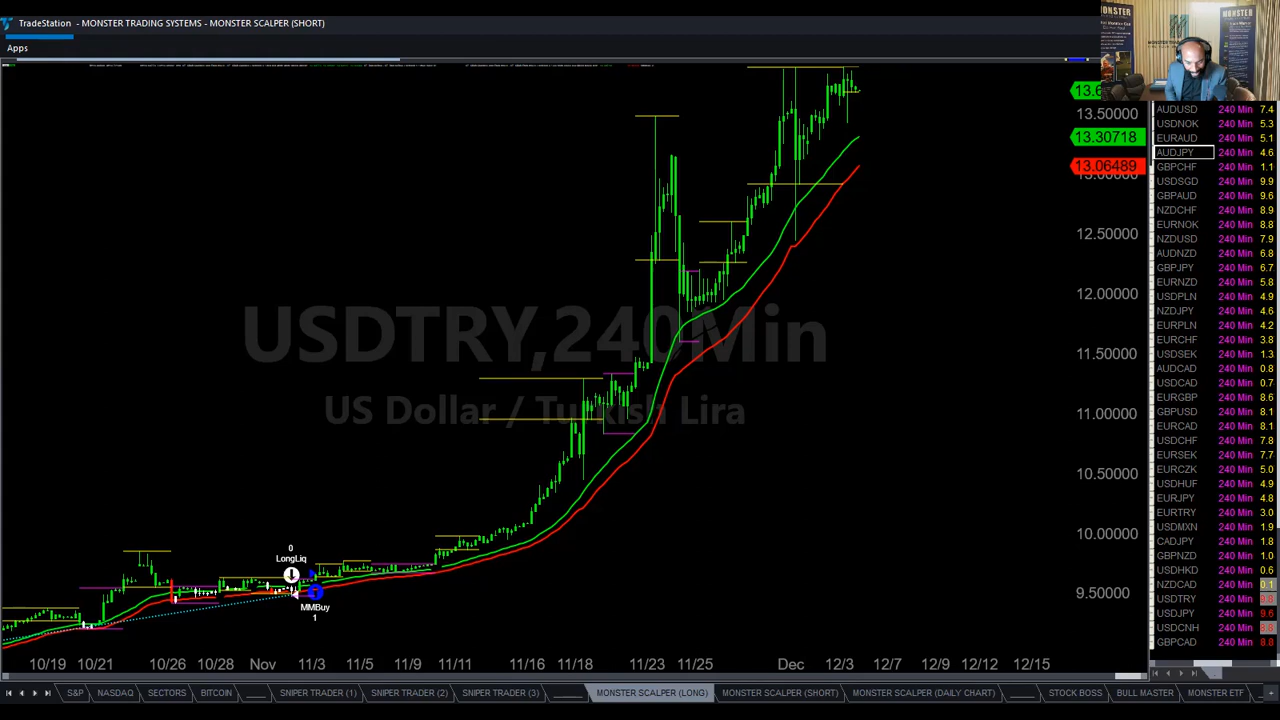 TradeStation - MONSTER TRADING SYSTEMS - MONSTER SCALPER (SHORT)
Apps
MONSTER
MONSTER
13.6
13.50000
13.30718
13.06489
12.50000
12.00000
11.50000
11.00000
10.50000
10.00000
9.50000
USDTRY,240Min
US Dollar / Turkish Lira
0
LongLiq
MMBuy
1
10/19 10/21 10/26 10/28 Nov 11/3 11/5 11/9 11/11 11/16 11/18 11/23 11/25 Dec 12/3 12/7 12/9 12/12 12/15
AUDUSD 240 Min 7.4
USDNOK 240 Min 5.3
EURAUD 240 Min 5.1
AUDJPY 240 Min 4.6
GBPCHF 240 Min 1.1
USDSGD 240 Min 9.9
GBPAUD 240 Min 9.6
NZDCHF 240 Min 8.9
EURNOK 240 Min 8.8
NZDUSD 240 Min 7.9
AUDNZD 240 Min 6.8
GBPJPY 240 Min 6.7
EURNZD 240 Min 5.8
USDPLN 240 Min 4.9
NZDJPY 240 Min 4.6
EURPLN 240 Min 4.2
EURCHF 240 Min 3.8
USDSEK 240 Min 1.3
AUDCAD 240 Min 0.8
USDCAD 240 Min 0.7
EURGBP 240 Min 8.6
GBPUSD 240 Min 8.1
EURCAD 240 Min 8.1
USDCHF 240 Min 7.8
EURSEK 240 Min 7.7
EURCZK 240 Min 5.0
USDHUF 240 Min 4.9
EURJPY 240 Min 4.8
EURTRY 240 Min 3.0
USDMXN 240 Min 1.9
CADJPY 240 Min 1.8
GBPNZD 240 Min 1.0
USDHKD 240 Min 0.6
NZDCAD 240 Min 0.1
USDTRY 240 Min 9.8
USDJPY 240 Min 9.6
USDCNH 240 Min 8.8
GBPCAD 240 Min 8.8
S&P NASDAQ SECTORS BITCOIN ____ SNIPER TRADER (1) SNIPER TRADER (2) SNIPER TRADER (3) ______ MONSTER SCALPER (LONG) MONSTER SCALPER (SHORT) MONSTER SCALPER (DAILY CHART) _____ STOCK BOSS BULL MASTER MONSTER ETF